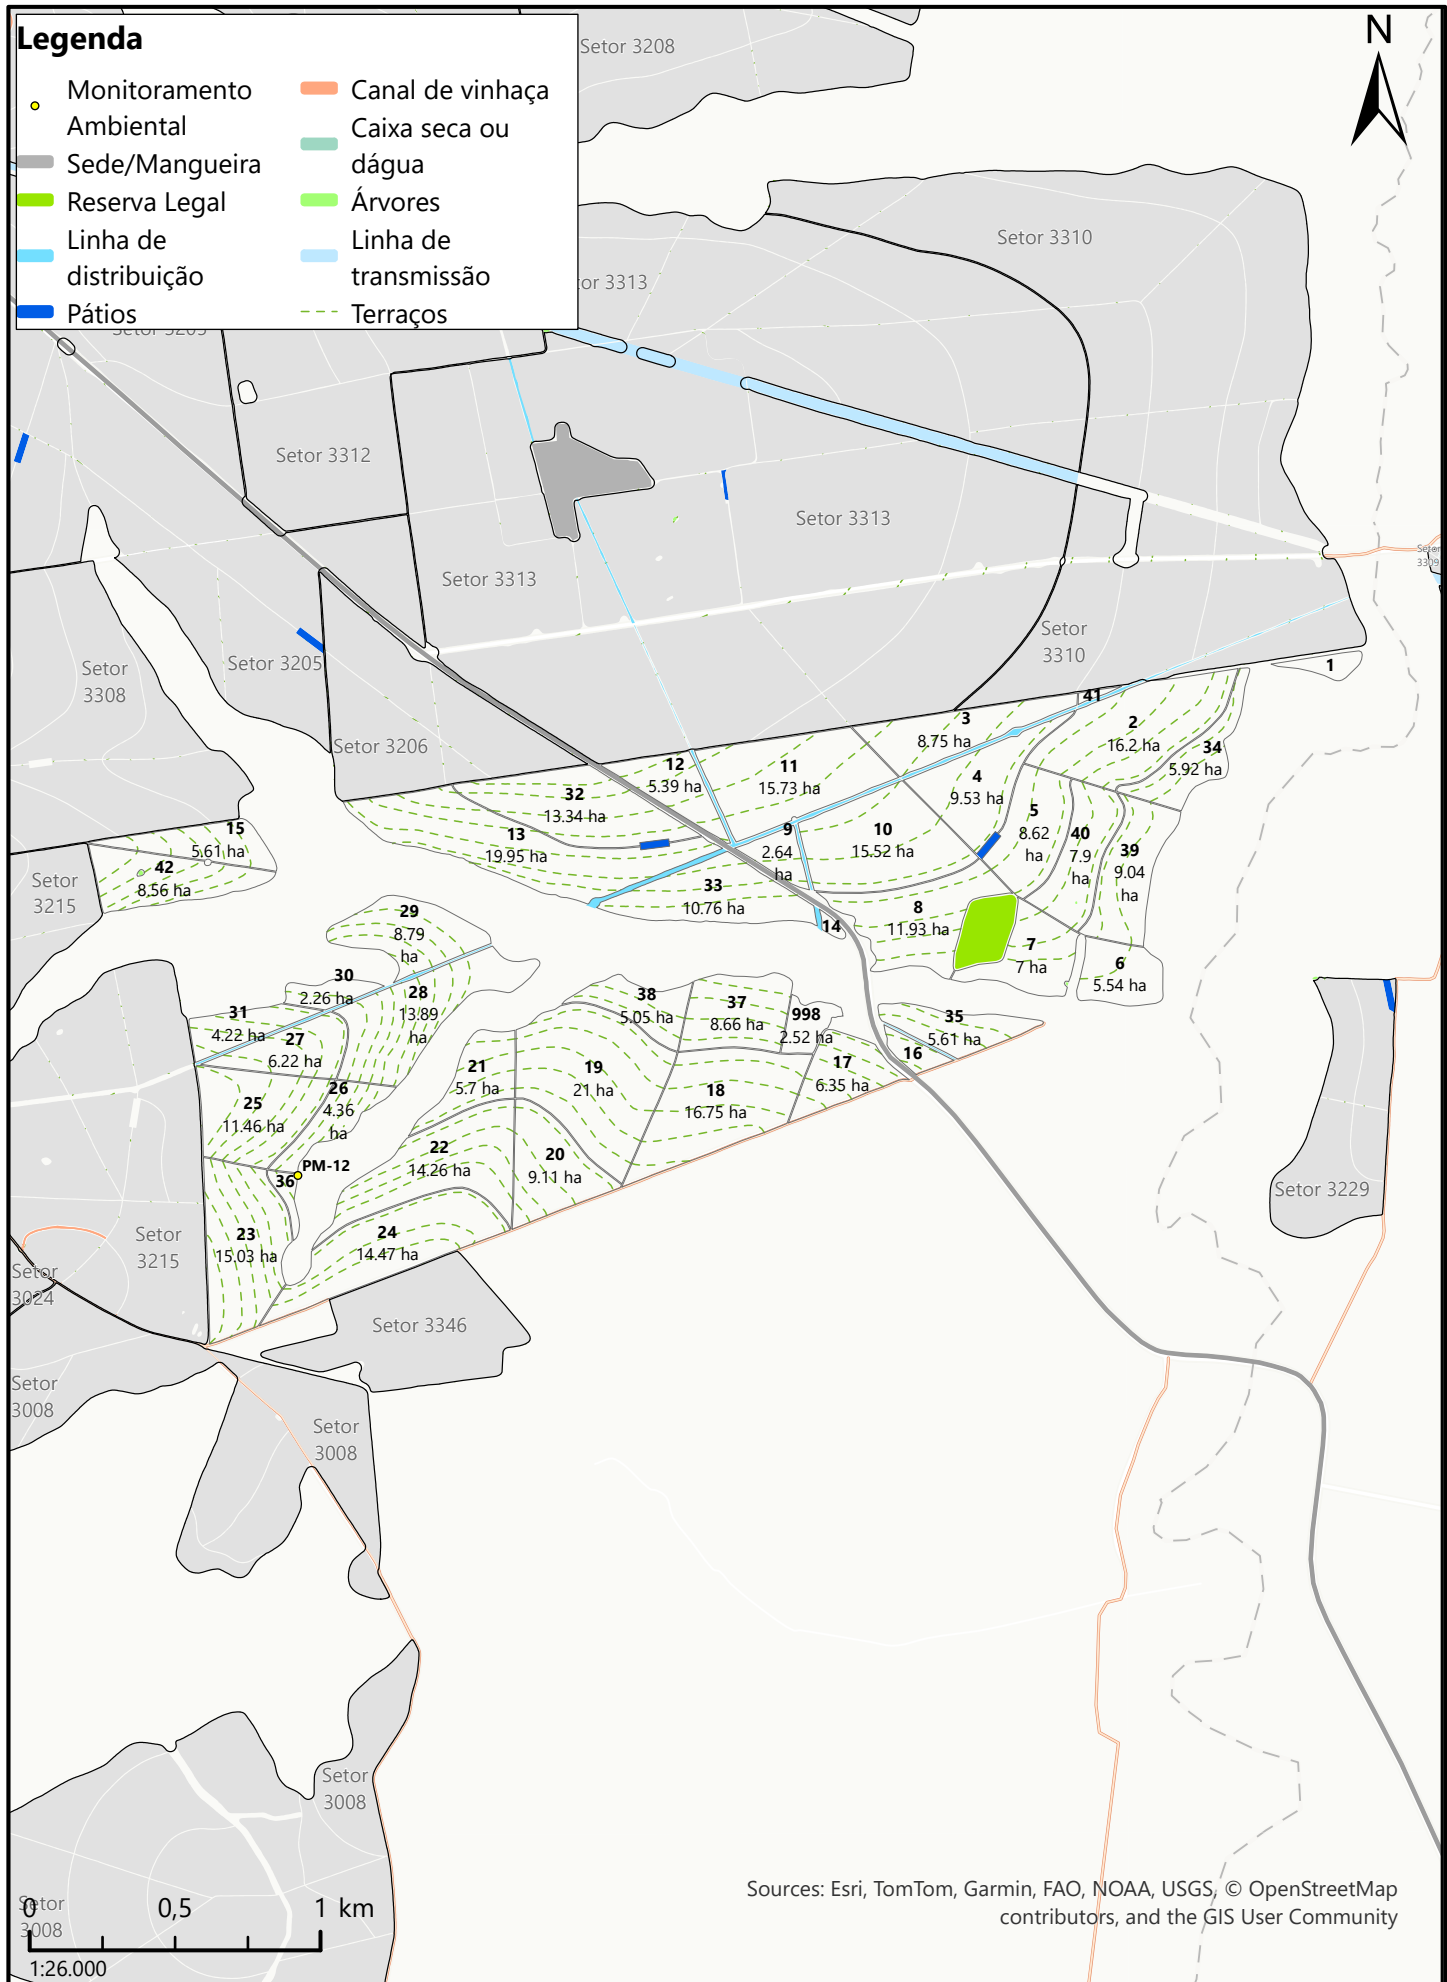 Legenda
Monitoramento
Ambiental
Sede/Mangueira
Reserva Legal
Linha de
distribuição
Pátios
Canal de vinhaça
Caixa seca ou
dágua
Árvores
Linha de
transmissão
Terraços
N
Setor 3208
Setor 3310
3313
Setor 3312
Setor 3313
Setor 3313
Setor
3309
Setor
3310
Setor 3205
Setor
3308
Setor 3206
1
41
2
16.2 ha
3
8.75 ha
34
5.92 ha
12
5.39 ha
11
15.73 ha
4
9.53 ha
32
13.34 ha
13
19.95 ha
9
2.64
ha
10
15.52 ha
5
8.62
ha
40
7.9
ha
39
9.04
ha
15
5.61 ha
42
8.56 ha
Setor
3215
33
10.76 ha
8
11.93 ha
14
7
7 ha
6
5.54 ha
29
8.79
ha
30
2.26 ha
28
13.89
ha
31
4.22 ha
27
6.22 ha
38
5.05 ha
37
8.66 ha
998
2.52 ha
35
5.61 ha
16
17
6.35 ha
21
5.7 ha
19
21 ha
18
16.75 ha
26
4.36
ha
25
11.46 ha
22
14.26 ha
20
9.11 ha
PM-12
36
23
15.03 ha
24
14.47 ha
Setor
3215
Setor 3229
Setor
3024
Setor 3346
Setor
3008
Setor
3008
Setor
3008
Setor
3008
0 0,5 1 km
1:26.000
Sources: Esri, TomTom, Garmin, FAO, NOAA, USGS, © OpenStreetMap
contributors, and the GIS User Community